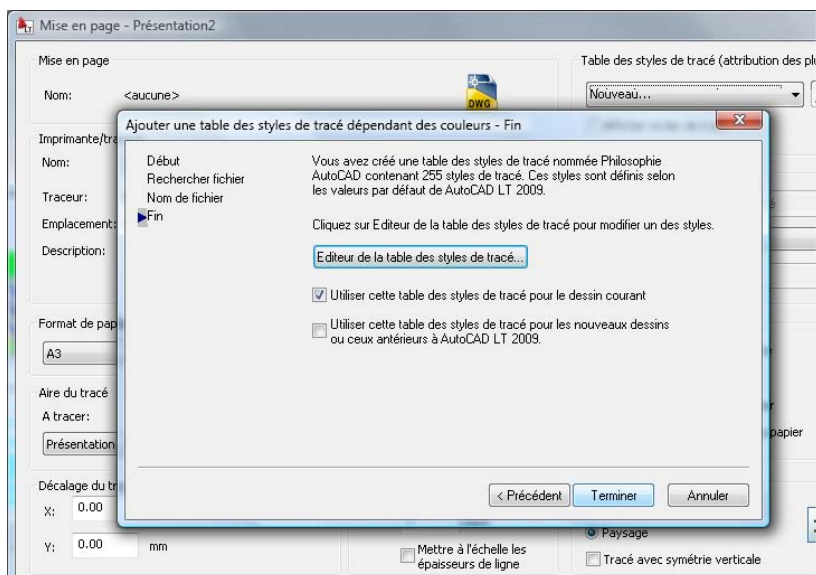 Mise en page - Présentation2
Mise en page
Nom: <aucune>
DWG
Table des styles de tracé (attribution des
Nouveau...
Imprimante/
Nom:
Traceur:
Emplacement:
Description:
Format de
A3
Aire du tracé
A tracer:
Présentation
Décalage du
X: 0.00
Y: 0.00 mm
Ajouter une table des styles de tracé dépendant des couleurs - Fin
Début
Rechercher fichier
Nom de fichier
Fin
Vous avez créé une table des styles de tracé nommée Philosophie
AutoCAD contenant 255 styles de tracé. Ces styles sont définis selon
les valeurs par défaut de AutoCAD LT 2009.
Cliquez sur Editeur de la table des styles de tracé pour modifier un des styles.
Editeur de la table des styles de tracé...
Utiliser cette table des styles de tracé pour le dessin courant
Utiliser cette table des styles de tracé pour les nouveaux dessins
ou ceux antérieurs à AutoCAD LT 2009.
< Précédent Terminer Annuler
papier
Paysage
Mettre à l'échelle les
épaisseurs de ligne
Tracé avec symétrie verticale